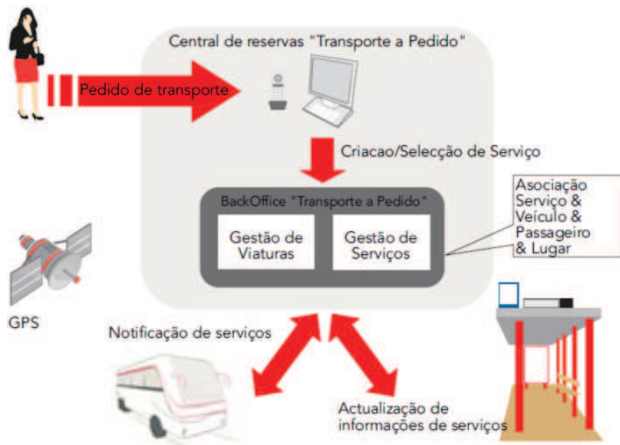 Central de reservas "Transporte a Pedido"
Pedido de transporte
Criacao/Selecção de Serviço
BackOffice "Transporte a Pedido"
Gestão de
Viaturas
Gestão de
Serviços
Asociação
Serviço &
Veículo &
Passageiro
& Lugar
GPS
Notificação de serviços
Actualização de
informações de serviços